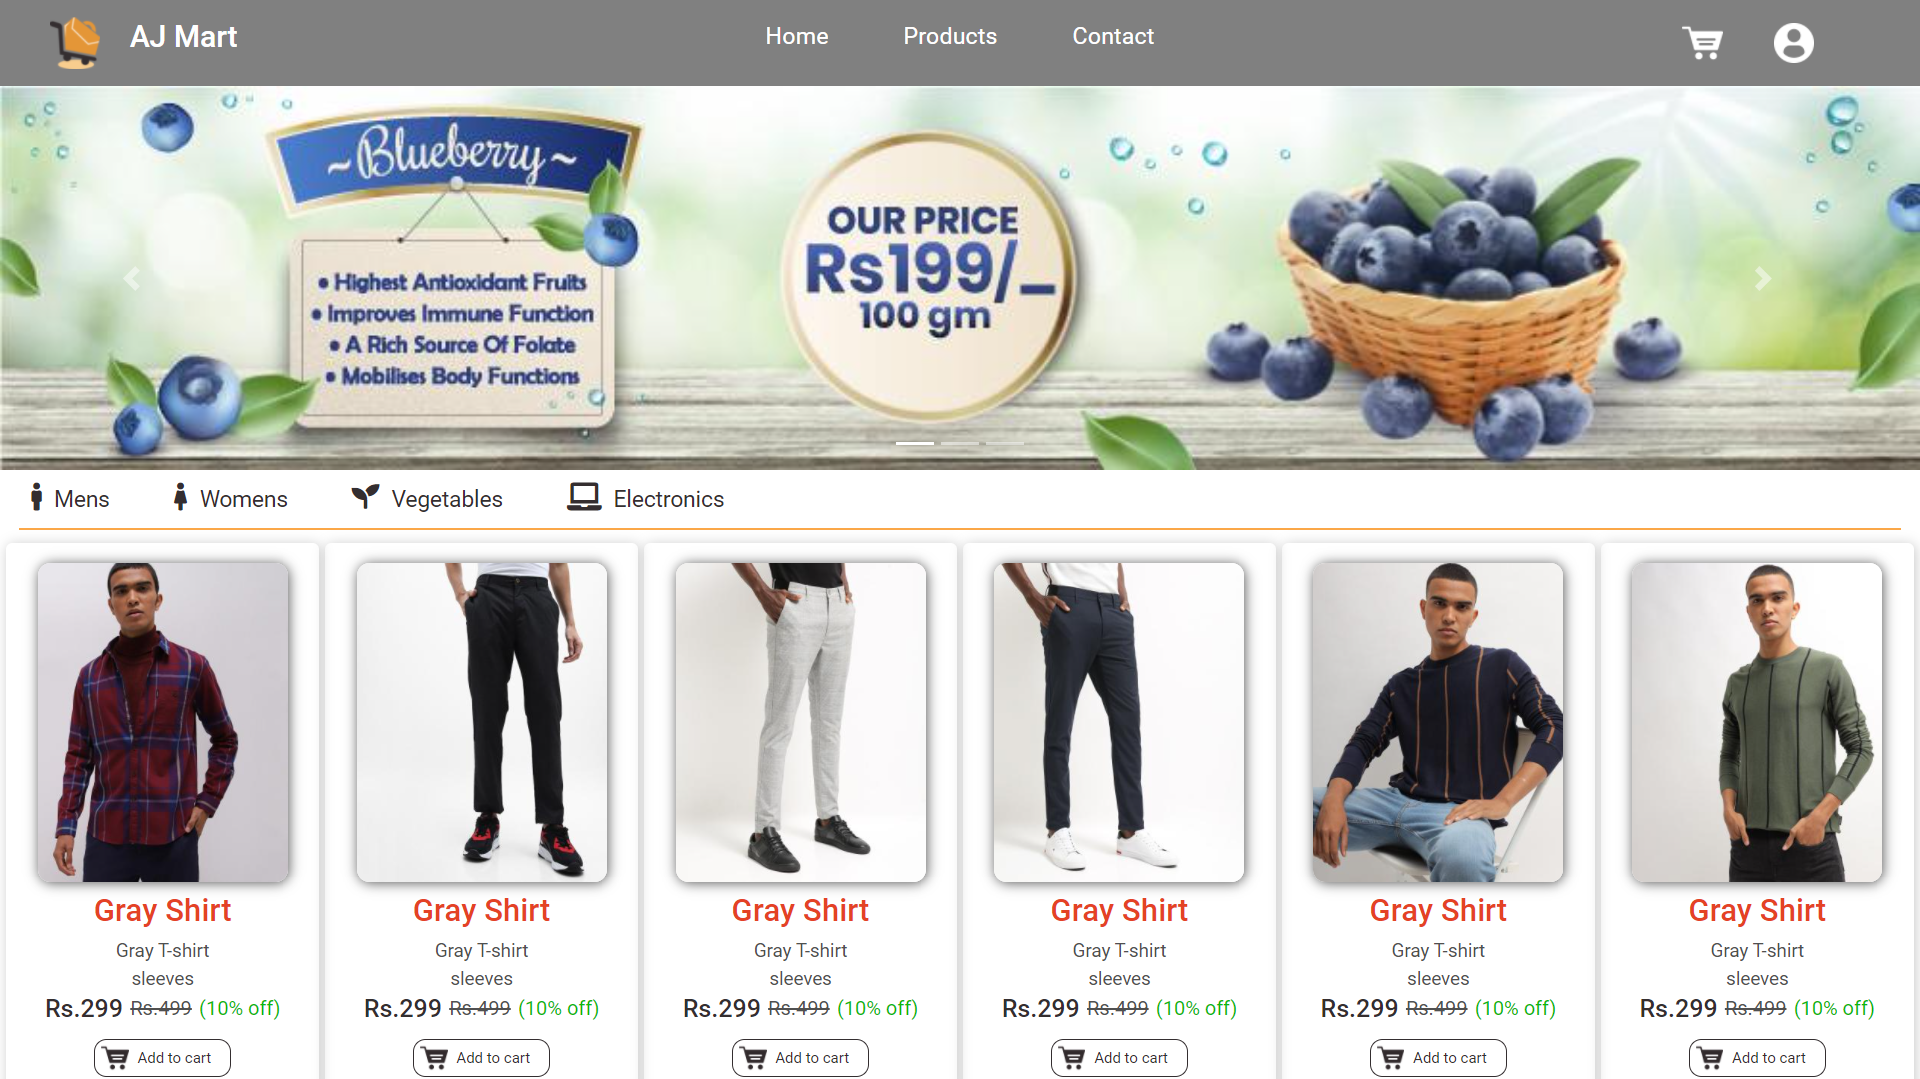 AJ Mart
Home
Products
Contact
~Blueberry~
• Highest Antioxidant Fruits
• Improves Immune Function
• A Rich Source Of Folate
• Mobilises Body Functions
OUR PRICE
Rs199/_
100 gm
Mens
Womens
Vegetables
Electronics
Gray Shirt
Gray T-shirt
sleeves
Rs.299 Rs.499 (10% off)
Add to cart
Gray Shirt
Gray T-shirt
sleeves
Rs.299 Rs.499 (10% off)
Add to cart
Gray Shirt
Gray T-shirt
sleeves
Rs.299 Rs.499 (10% off)
Add to cart
Gray Shirt
Gray T-shirt
sleeves
Rs.299 Rs.499 (10% off)
Add to cart
Gray Shirt
Gray T-shirt
sleeves
Rs.299 Rs.499 (10% off)
Add to cart
Gray Shirt
Gray T-shirt
sleeves
Rs.299 Rs.499 (10% off)
Add to cart